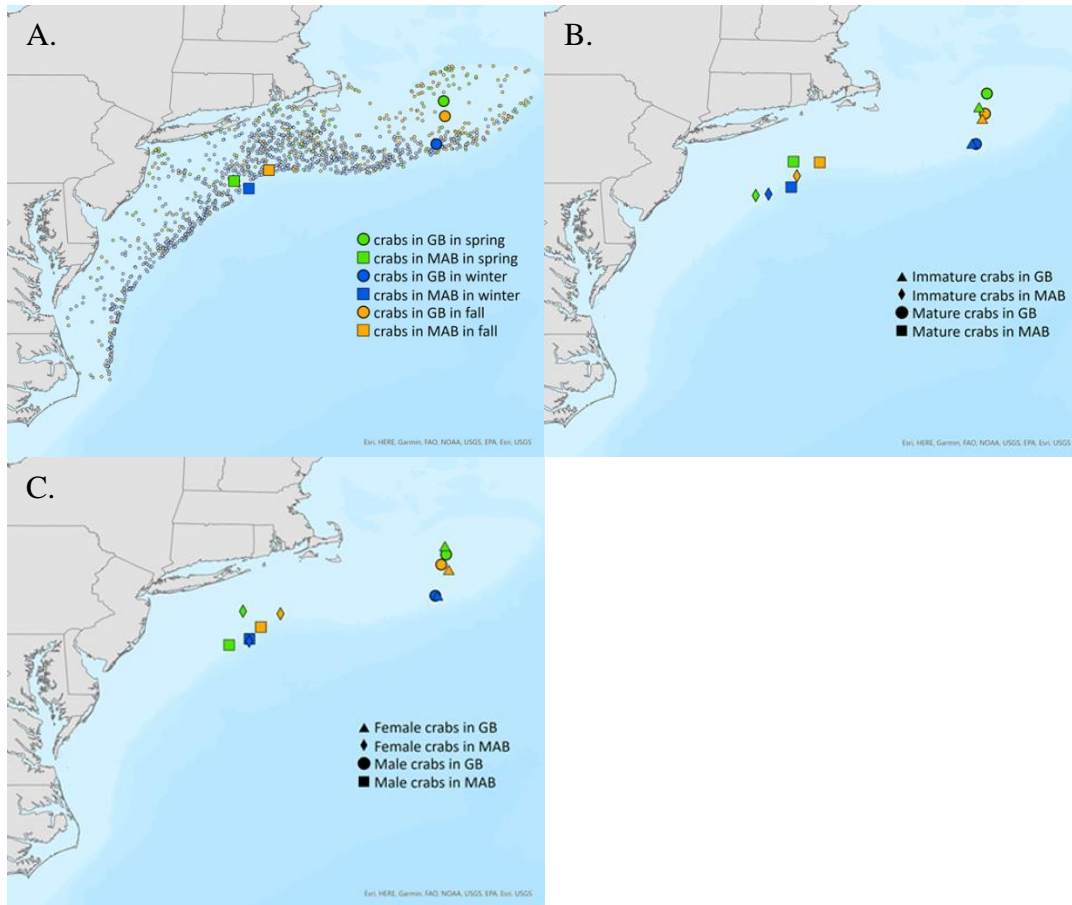 A.
crabs in GB in spring
crabs in MAB in spring
crabs in GB in winter
crabs in MAB in winter
crabs in GB in fall
crabs in MAB in fall
Esri, HERE, Garmin, FAO, NOAA, USGS, EPA, Esri, USGS
B.
Immature crabs in GB
Immature crabs in MAB
Mature crabs in GB
Mature crabs in MAB
Esri, HERE, Garmin, FAO, NOAA, USGS, EPA, Esri, USGS
C.
Female crabs in GB
Female crabs in MAB
Male crabs in GB
Male crabs in MAB
Esri, HERE, Garmin, FAO, NOAA, USGS, EPA, Esri, USGS